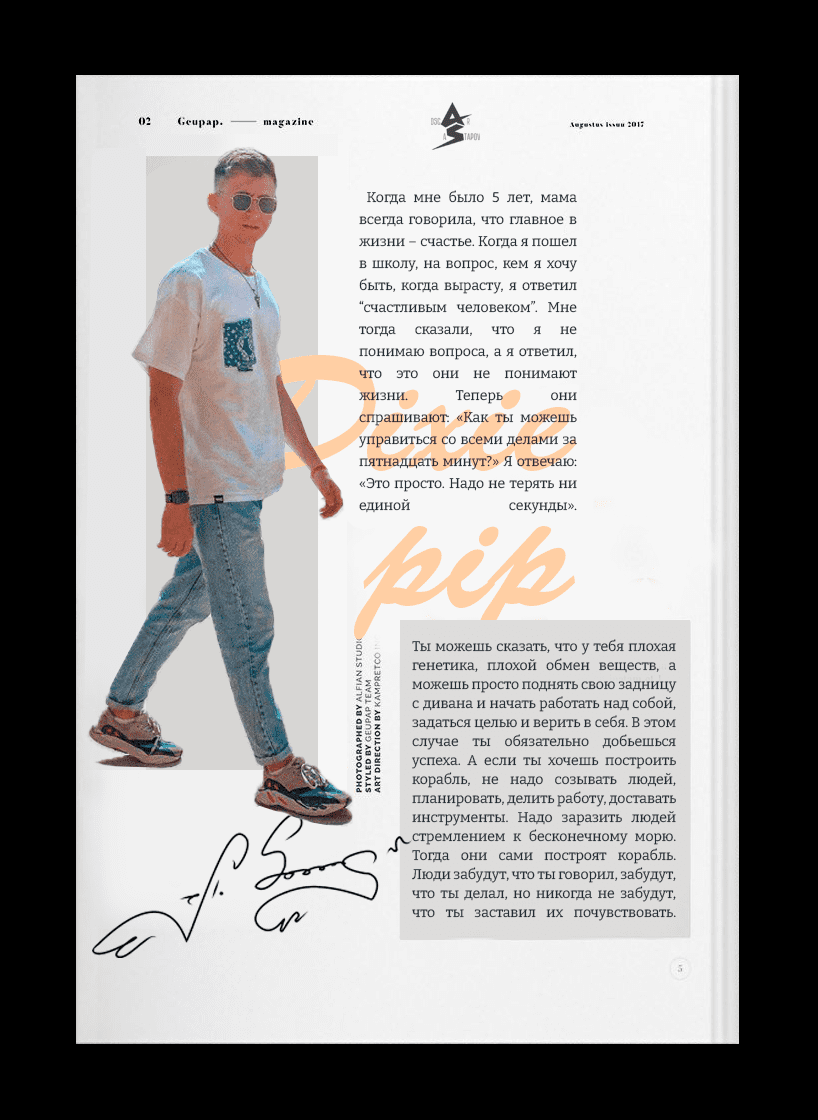 02 Geupap. magazine
Augustus issuu 2017
Когда мне было 5 лет, мама
всегда говорила, что главное в
жизни – счастье. Когда я пошел
в школу, на вопрос, кем я хочу
быть, когда вырасту, я ответил
“счастливым человеком”. Мне
тогда сказали, что я не
понимаю вопроса, а я ответил,
что это они не понимают
жизни. Теперь они
спрашивают: «Как ты можешь
управиться со всеми делами за
пятнадцать минут?» Я отвечаю:
«Это просто. Надо не терять ни
единой секунды».
Dixie
pip
PHOTOGRAPHED BY ALFIAN STUDIO
STYLED BY GEUPAP TEAM
ART DIRECTION BY KAMPRETCO
Ты можешь сказать, что у тебя плохая
генетика, плохой обмен веществ, а
можешь просто поднять свою задницу
с дивана и начать работать над собой,
задаться целью и верить в себя. В этом
случае ты обязательно добьешься
успеха. А если ты хочешь построить
корабль, не надо созывать людей,
планировать, делить работу, доставать
инструменты. Надо заразить людей
стремлением к бесконечному морю.
Тогда они сами построят корабль.
Люди забудут, что ты говорил, забудут,
что ты делал, но никогда не забудут,
что ты заставил их почувствовать.
5